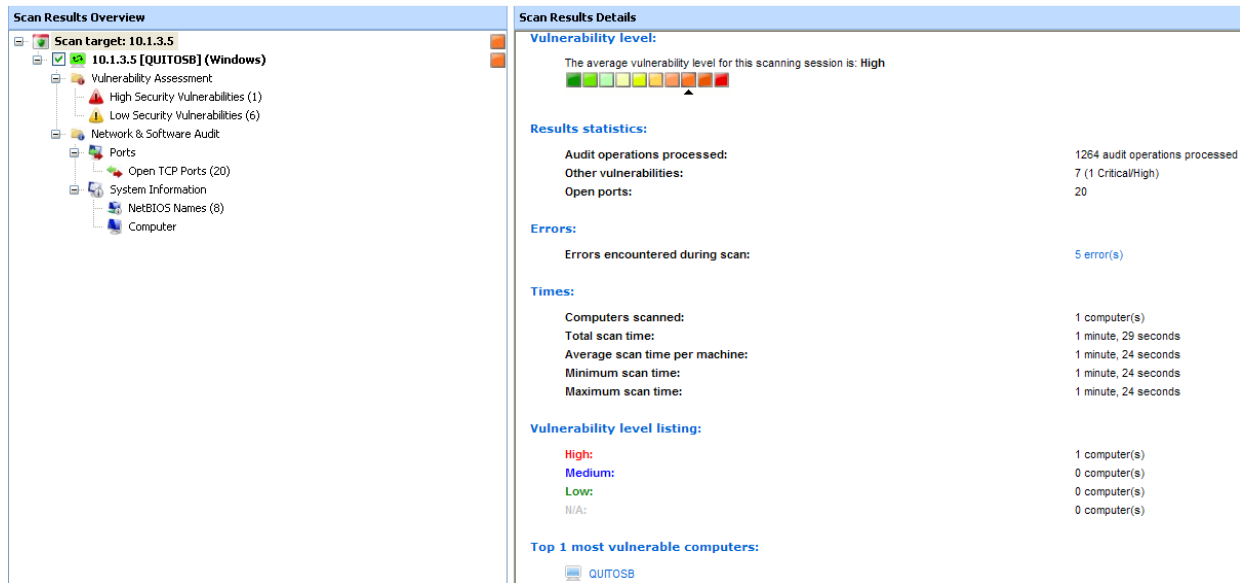 Scan Results Overview
Scan target: 10.1.3.5
10.1.3.5 [QUITOSB] (Windows)
Vulnerability Assessment
High Security Vulnerabilities (1)
Low Security Vulnerabilities (6)
Network & Software Audit
Ports
Open TCP Ports (20)
System Information
NetBIOS Names (8)
Computer
Scan Results Details
Vulnerability level:
The average vulnerability level for this scanning session is: High
Results statistics:
Audit operations processed: 1264 audit operations processed
Other vulnerabilities: 7 (1 Critical/High)
Open ports: 20
Errors:
Errors encountered during scan: 5 error(s)
Times:
Computers scanned: 1 computer(s)
Total scan time: 1 minute, 29 seconds
Average scan time per machine: 1 minute, 24 seconds
Minimum scan time: 1 minute, 24 seconds
Maximum scan time: 1 minute, 24 seconds
Vulnerability level listing:
High: 1 computer(s)
Medium: 0 computer(s)
Low: 0 computer(s)
N/A: 0 computer(s)
Top 1 most vulnerable computers:
QUITOSB